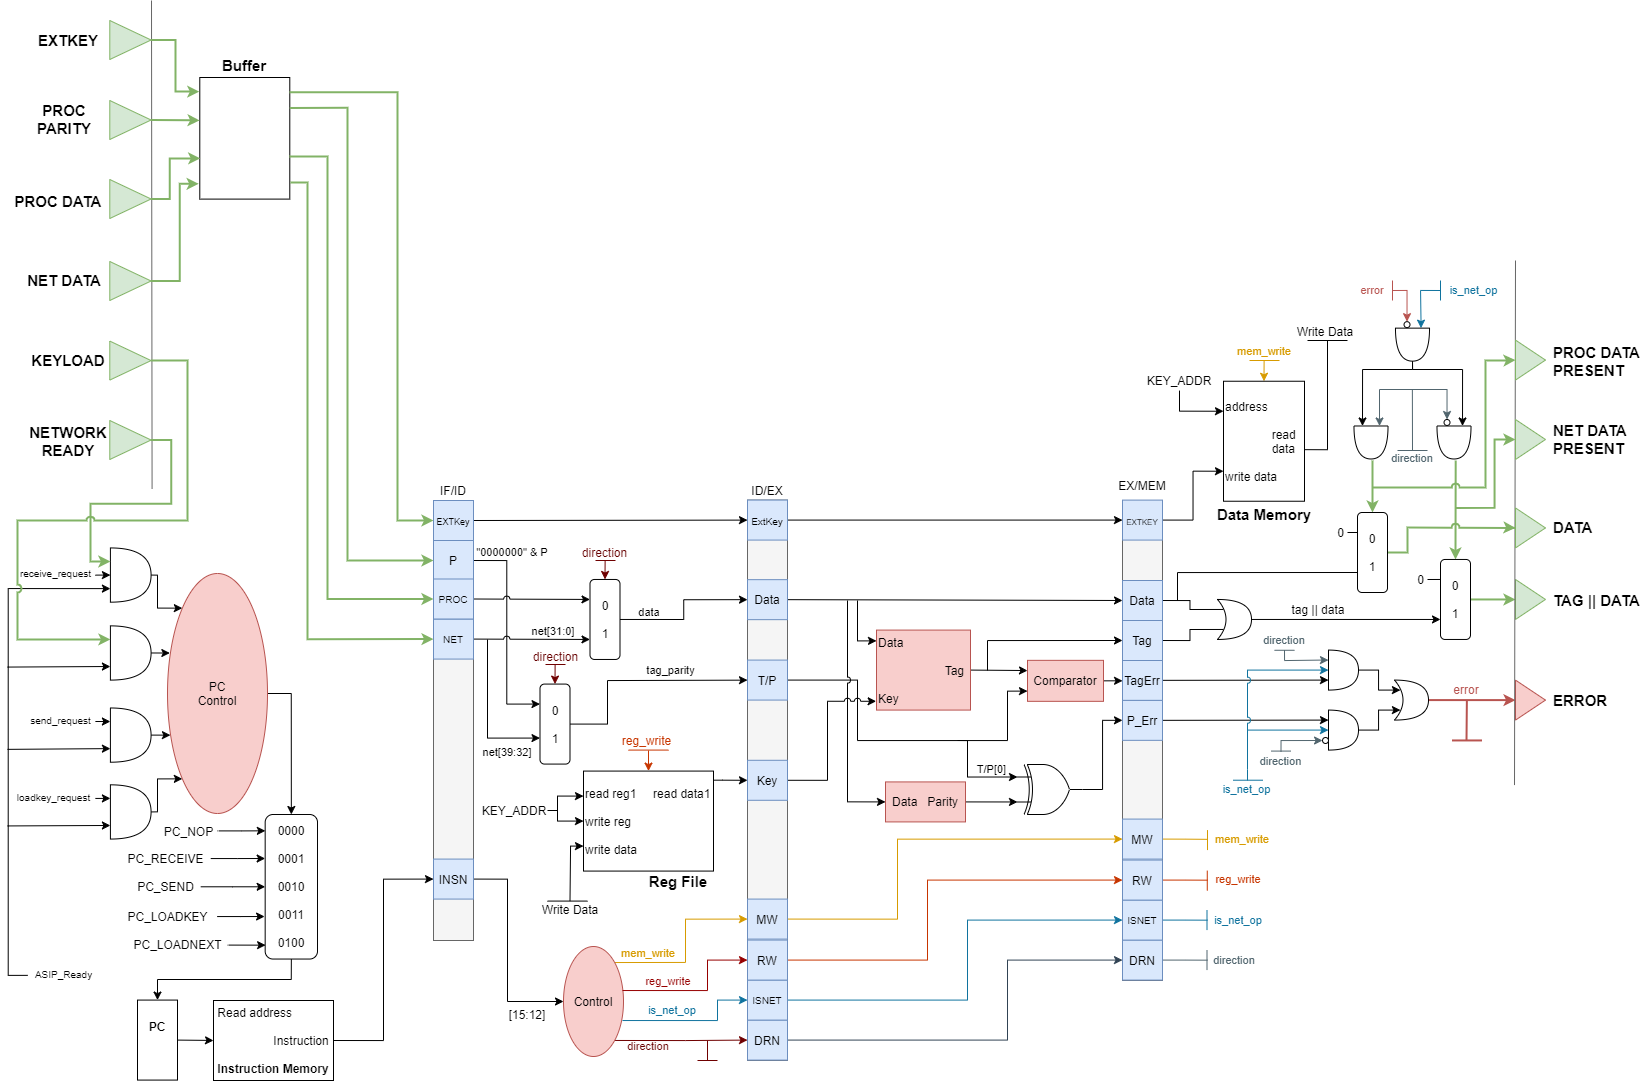 EXTKEY
PROC
PARITY
PROC DATA
NET DATA
KEYLOAD
NETWORK
READY
Buffer
receive_request
send_request
loadkey_request
ASIP_Ready
PC
Control
PC_NOP
PC_RECEIVE
PC_SEND
PC_LOADKEY
PC_LOADNEXT
0000
0001
0010
0011
0100
PC
Read address
Instruction
Instruction Memory
IF/ID
EXTKey
P
PROC
NET
INSN
"0000000" & P
net[31:0]
net[39:32]
direction
0
1
data
direction
0
1
tag_parity
reg_write
KEY_ADDR
read reg1
read data1
write reg
write data
Reg File
Write Data
[15:12]
Control
mem_write
reg_write
is_net_op
direction
ID/EX
ExtKey
Data
T/P
Key
MW
RW
ISNET
DRN
Data
Tag
Key
Comparator
T/P[0]
Data Parity
EX/MEM
EXTKEY
Data
Tag
TagErr
P_Err
MW
RW
ISNET
DRN
mem_write
reg_write
is_net_op
direction
KEY_ADDR
mem_write
Write Data
address
read
data
write data
Data Memory
error
is_net_op
direction
0
0
1
0
0
1
tag || data
direction
direction
is_net_op
error
PROC DATA
PRESENT
NET DATA
PRESENT
DATA
TAG || DATA
ERROR